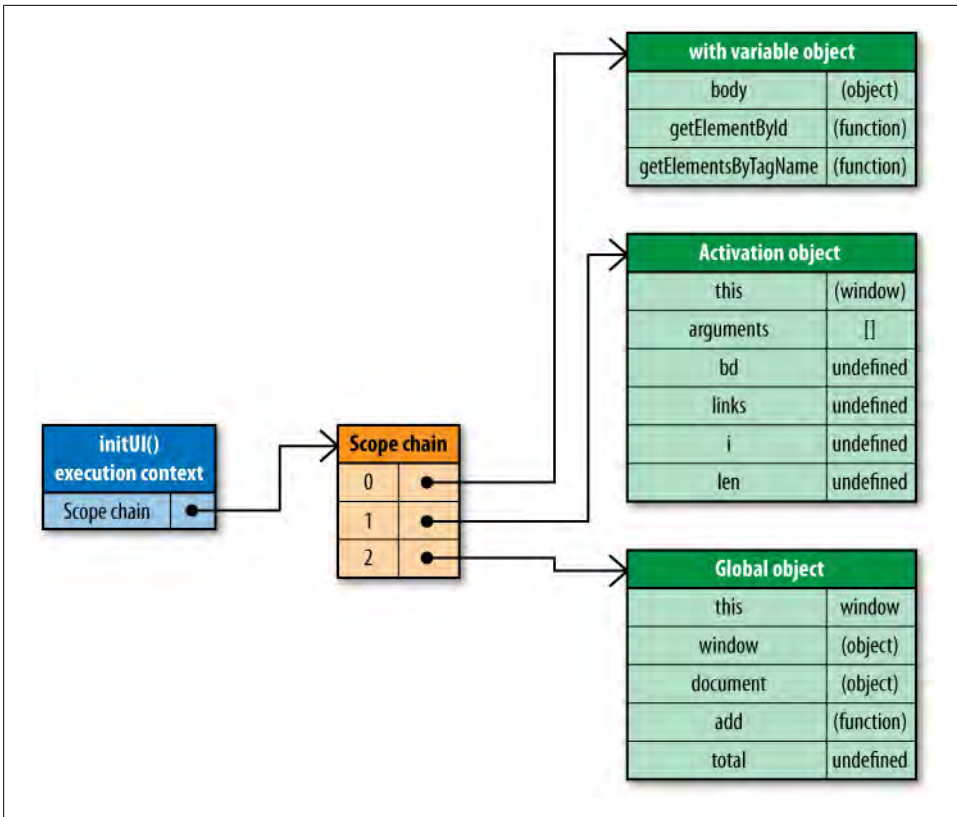 with variable object
body (object)
getElementById (function)
getElementsByTagName (function)
Activation object
this (window)
arguments []
bd undefined
links undefined
i undefined
len undefined
initUI()
execution context
Scope chain
Scope chain
0
1
2
Global object
this window
window (object)
document (object)
add (function)
total undefined